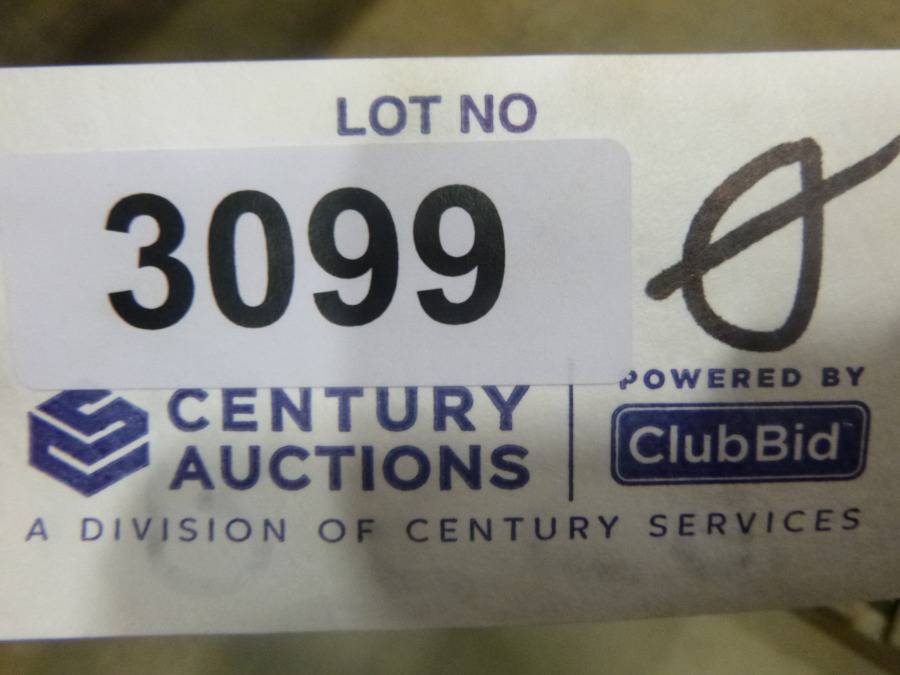 LOT NO
3099
Ø
CENTURY
AUCTIONS
POWERED BY
ClubBid
A DIVISION OF CENTURY SERVICES